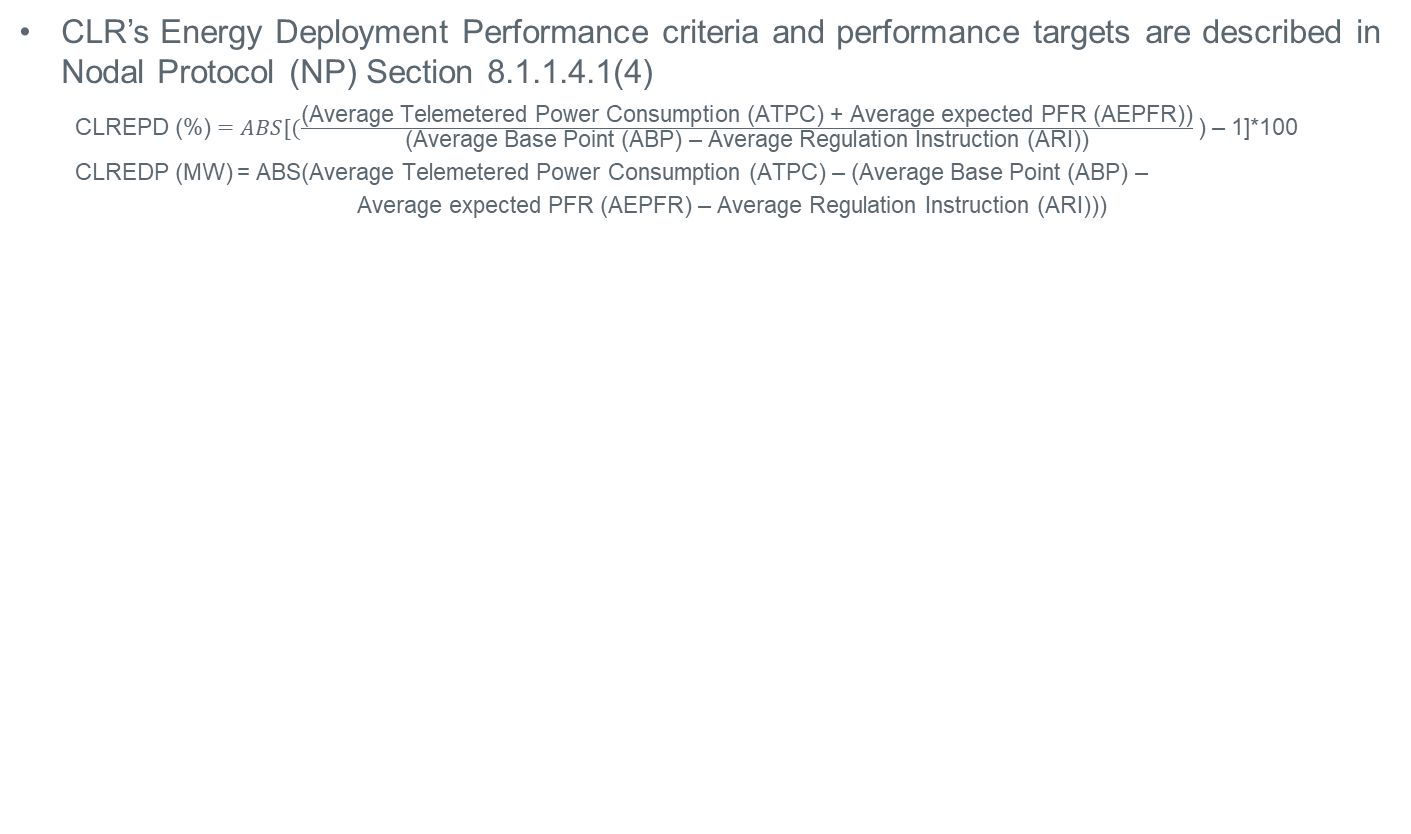 • CLR’s Energy Deployment Performance criteria and performance targets are described in
Nodal Protocol (NP) Section 8.1.1.4.1(4)
CLREPD (%) = ABS[((Average Telemetered Power Consumption (ATPC) + Average expected PFR (AEPFR))
(Average Base Point (ABP) – Average Regulation Instruction (ARI)) ) – 1]*100
CLREDP (MW) = ABS(Average Telemetered Power Consumption (ATPC) – (Average Base Point (ABP) –
Average expected PFR (AEPFR) – Average Regulation Instruction (ARI)))